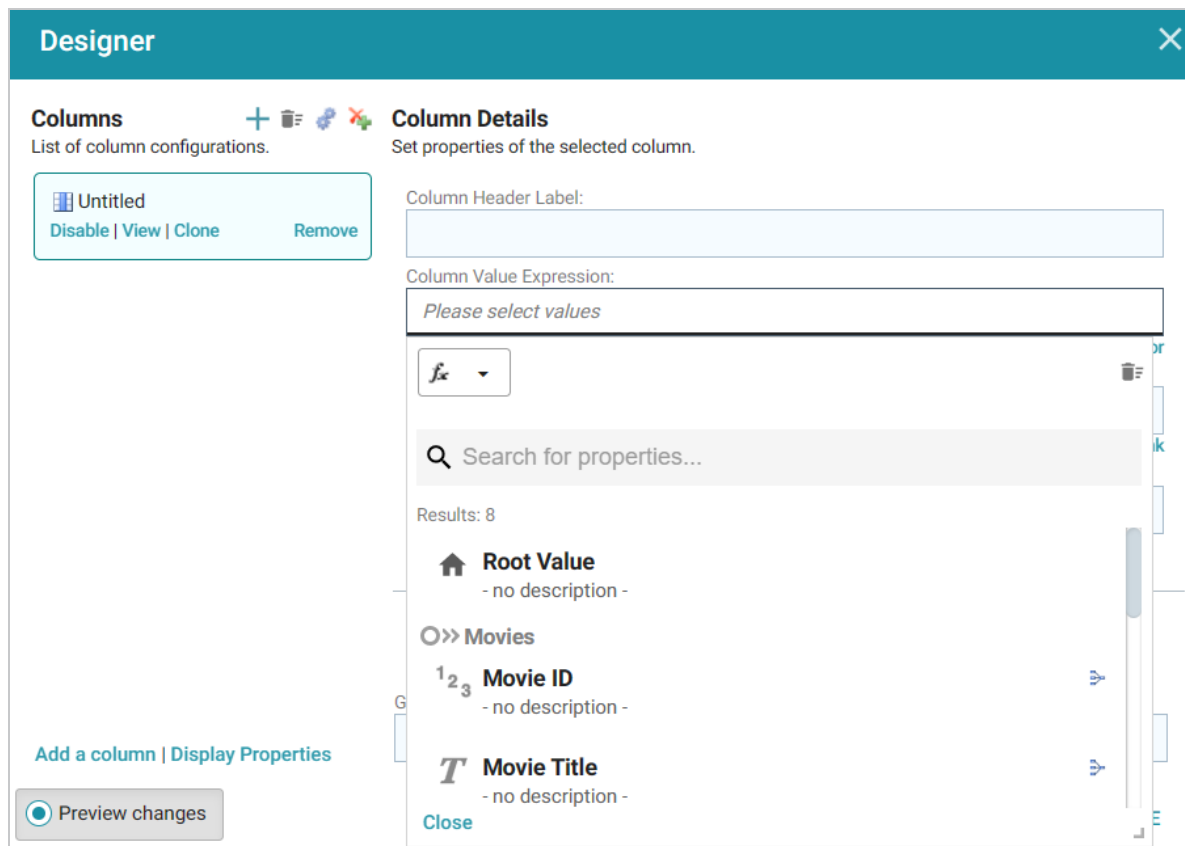 Designer
Columns
List of column configurations.
Untitled
Disable | View | Clone
Remove
Add a column | Display Properties
Preview changes
Column Details
Set properties of the selected column.
Column Header Label:
Column Value Expression:
Please select values
fx
Search for properties...
Results: 8
Root Value
- no description -
Movies
123 Movie ID
- no description -
T Movie Title
- no description -
Close